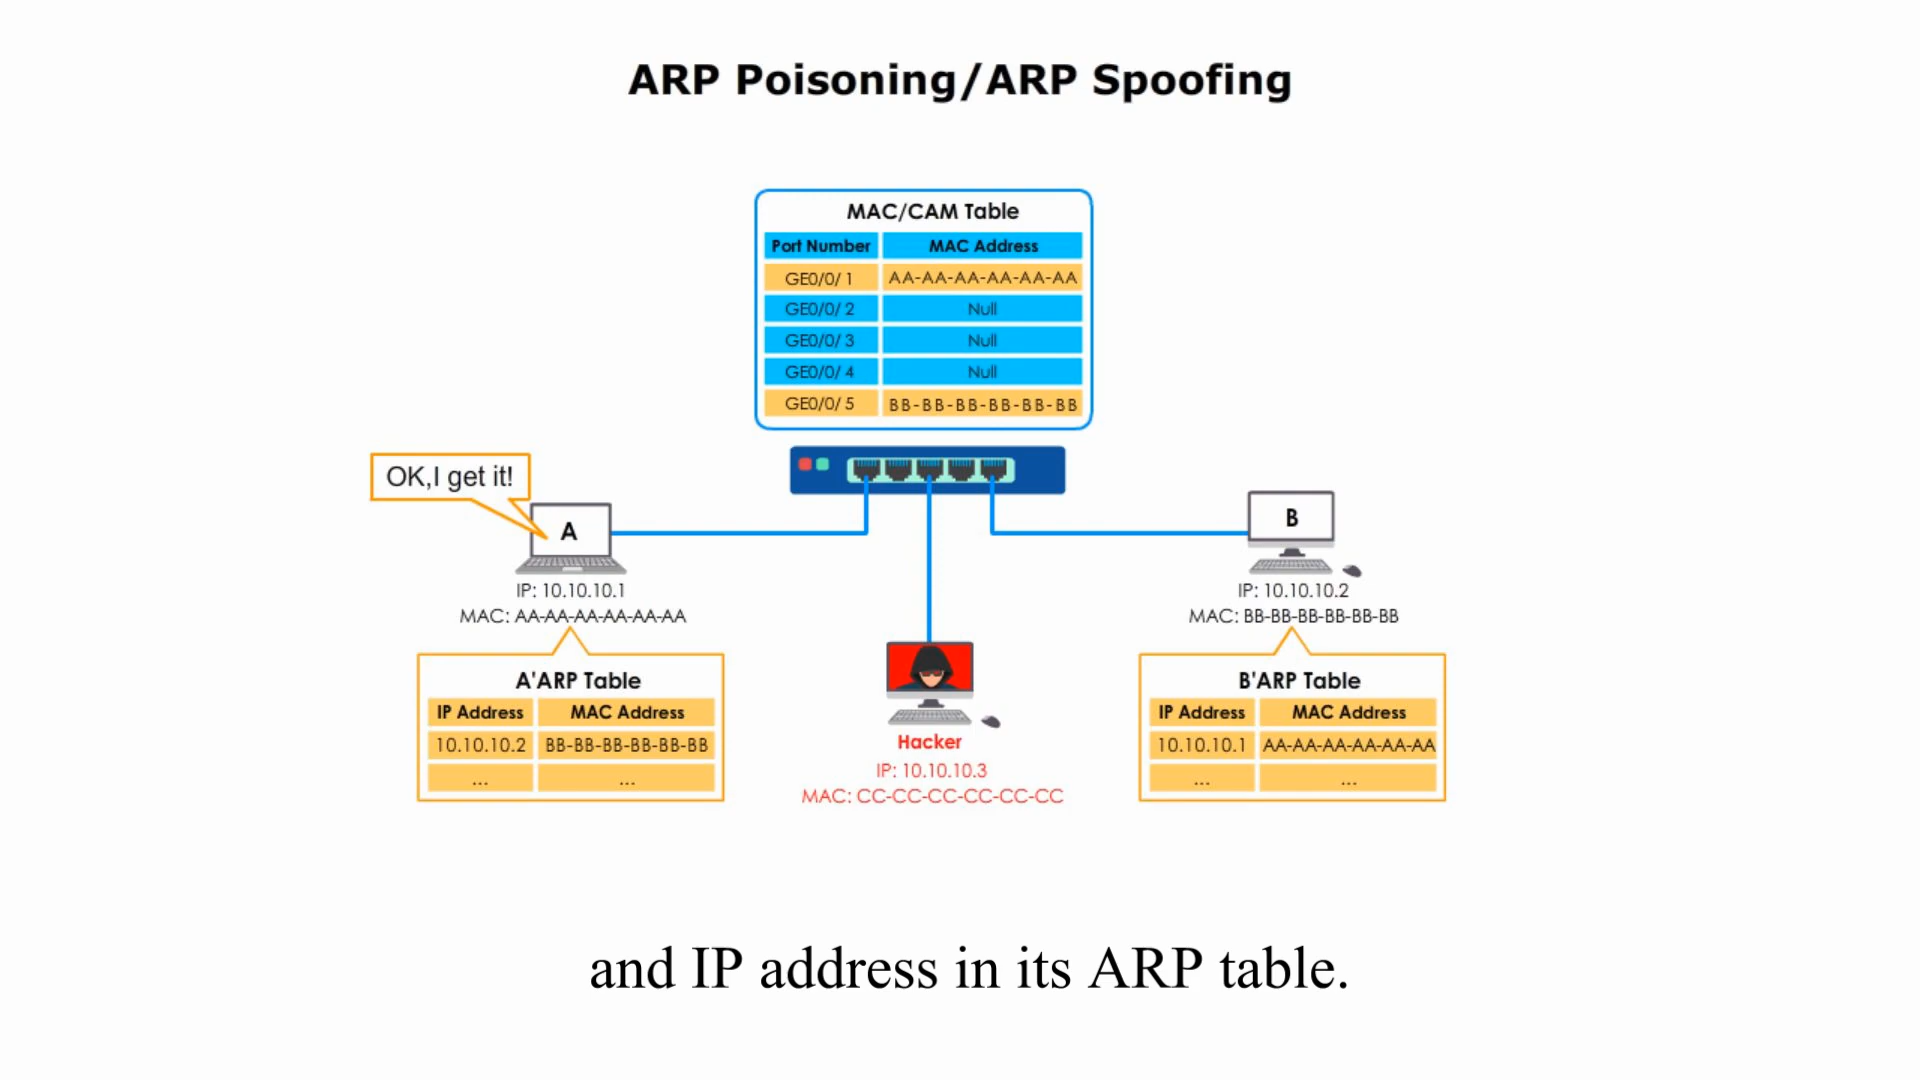 ARP Poisoning/ARP Spoofing
MAC/CAM Table
Port Number MAC Address
GE0/0/ 1 AA-AA-AA-AA-AA-AA
GE0/0/ 2 Null
GE0/0/ 3 Null
GE0/0/ 4 Null
GE0/0/ 5 BB-BB-BB-BB-BB-BB
OK,I get it!
A
IP: 10.10.10.1
MAC: AA-AA-AA-AA-AA-AA
B
IP: 10.10.10.2
MAC: BB-BB-BB-BB-BB-BB
A'ARP Table
IP Address MAC Address
10.10.10.2 BB-BB-BB-BB-BB-BB
... ...
Hacker
IP: 10.10.10.3
MAC: CC-CC-CC-CC-CC-CC
B'ARP Table
IP Address MAC Address
10.10.10.1 AA-AA-AA-AA-AA-AA
... ...
and IP address in its ARP table.